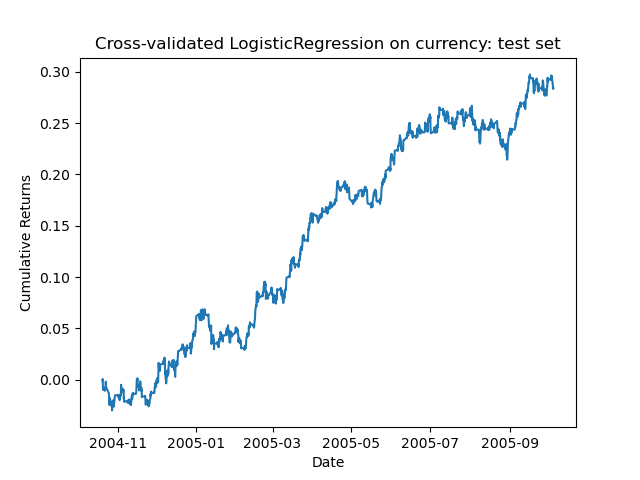 Cross-validated LogisticRegression on currency: test set
0.30
0.25
0.20
0.15
0.10
0.05
0.00
Cumulative Returns
2004-11 2005-01 2005-03 2005-05 2005-07 2005-09
Date